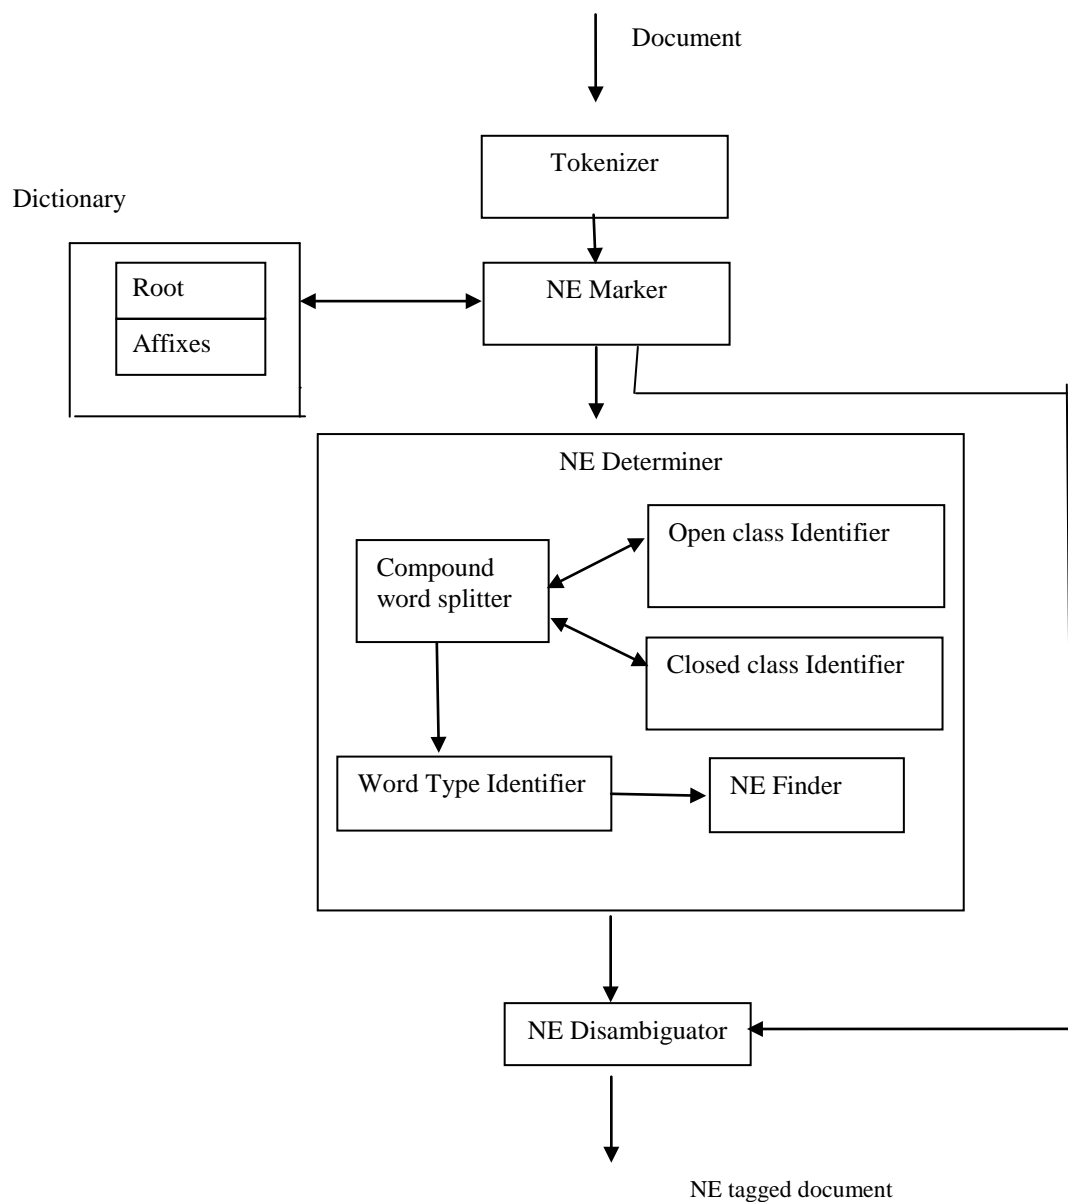 Document
Tokenizer
Dictionary
Root
NE Marker
Affixes
NE Determiner
Open class Identifier
Compound
word splitter
Closed class Identifier
Word Type Identifier
NE Finder
NE Disambiguator
NE tagged document